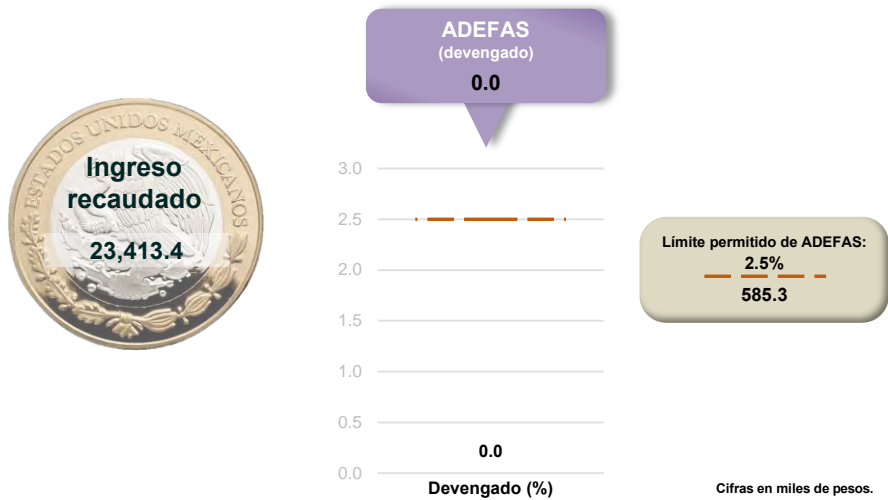 ADEFAS
(devengado)
0.0
ESTADOS UNIDOS MEXICANOS
Ingreso
recaudado
23,413.4
3.0
2.5
2.0
1.5
1.0
0.5
0.0
0.0
Devengado (%)
Límite permitido de ADEFAS:
2.5%
585.3
Cifras en miles de pesos.